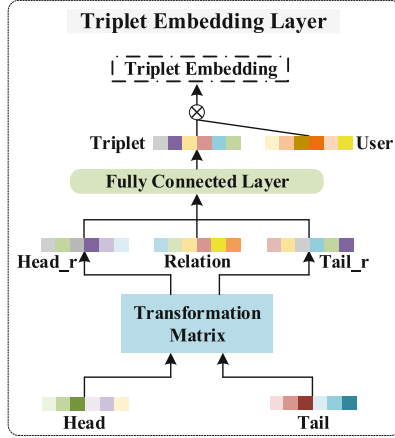 Triplet Embedding Layer
Triplet Embedding
Triplet
User
Fully Connected Layer
Head_r
Relation
Tail_r
Transformation
Matrix
Head
Tail